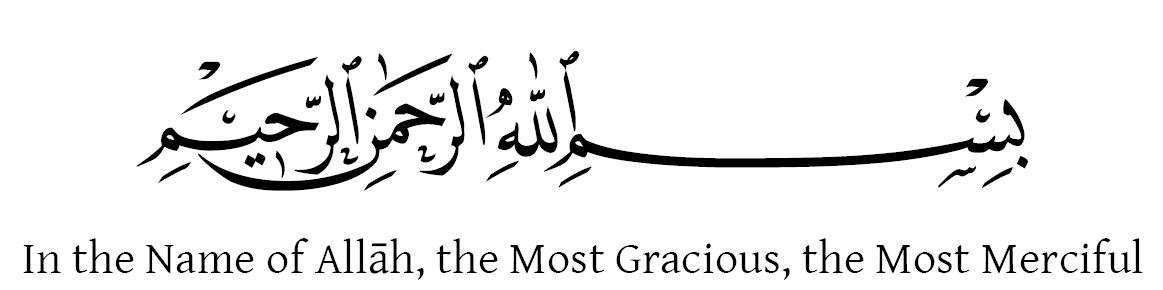 بِسْمِ ٱللَّهِ ٱلرَّحْمَٰنِ ٱلرَّحِيمِ
In the Name of Allāh, the Most Gracious, the Most Merciful